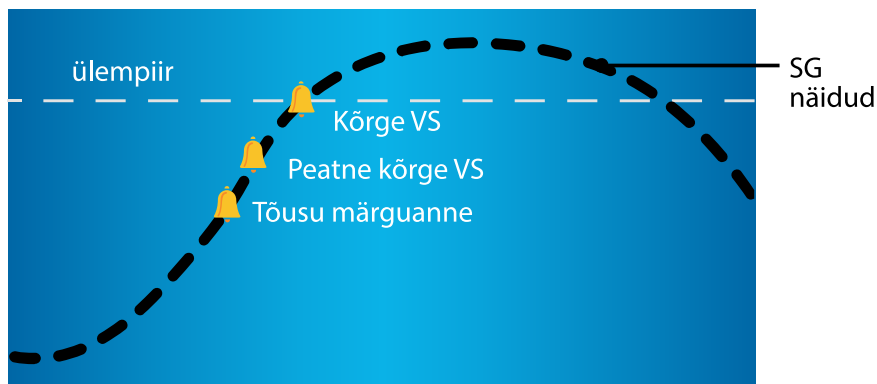 ülempiir
SG
näidud
Kõrge VS
Peatne kõrge VS
Tõusu märguanne